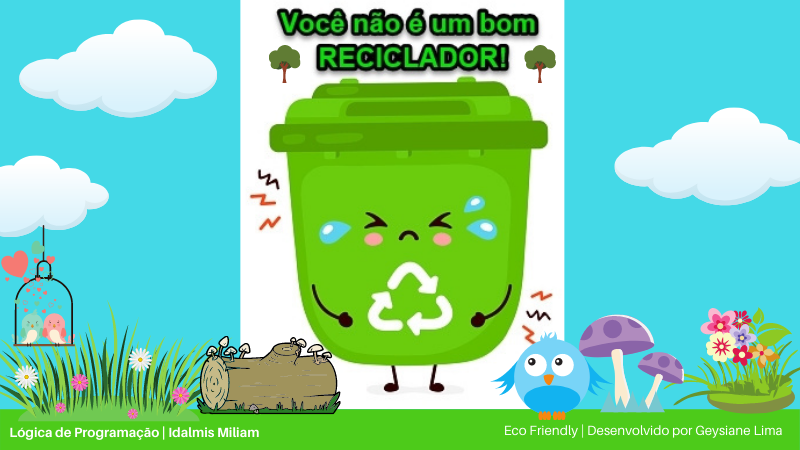 Você não é um bom
RECICLADOR!
Lógica de Programação | Idalmis Miliam
Eco Friendly | Desenvolvido por Geysiane Lima